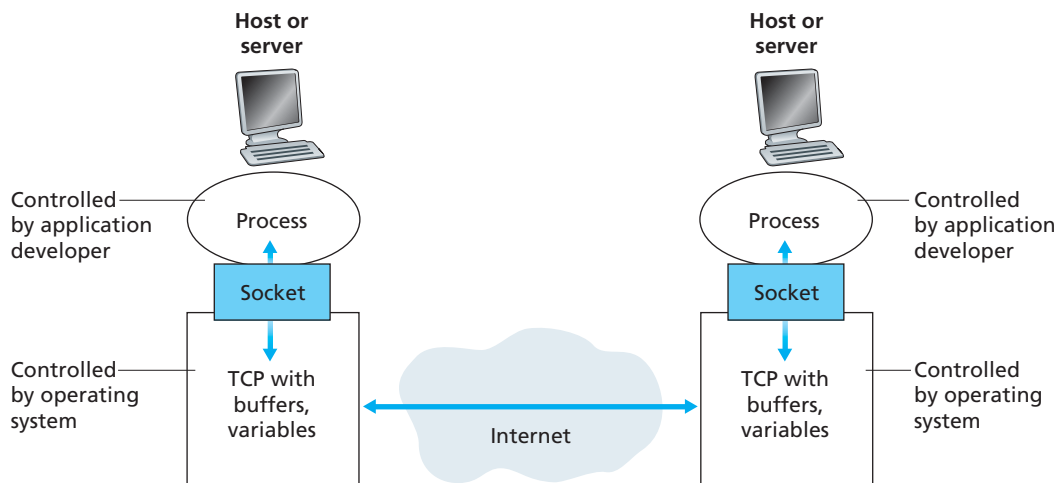 Host or
server
Host or
server
Controlled
by application
developer
Process
Process
Controlled
by application
developer
Socket
Socket
Controlled
by operating
system
TCP with
buffers,
variables
Internet
TCP with
buffers,
variables
Controlled
by operating
system